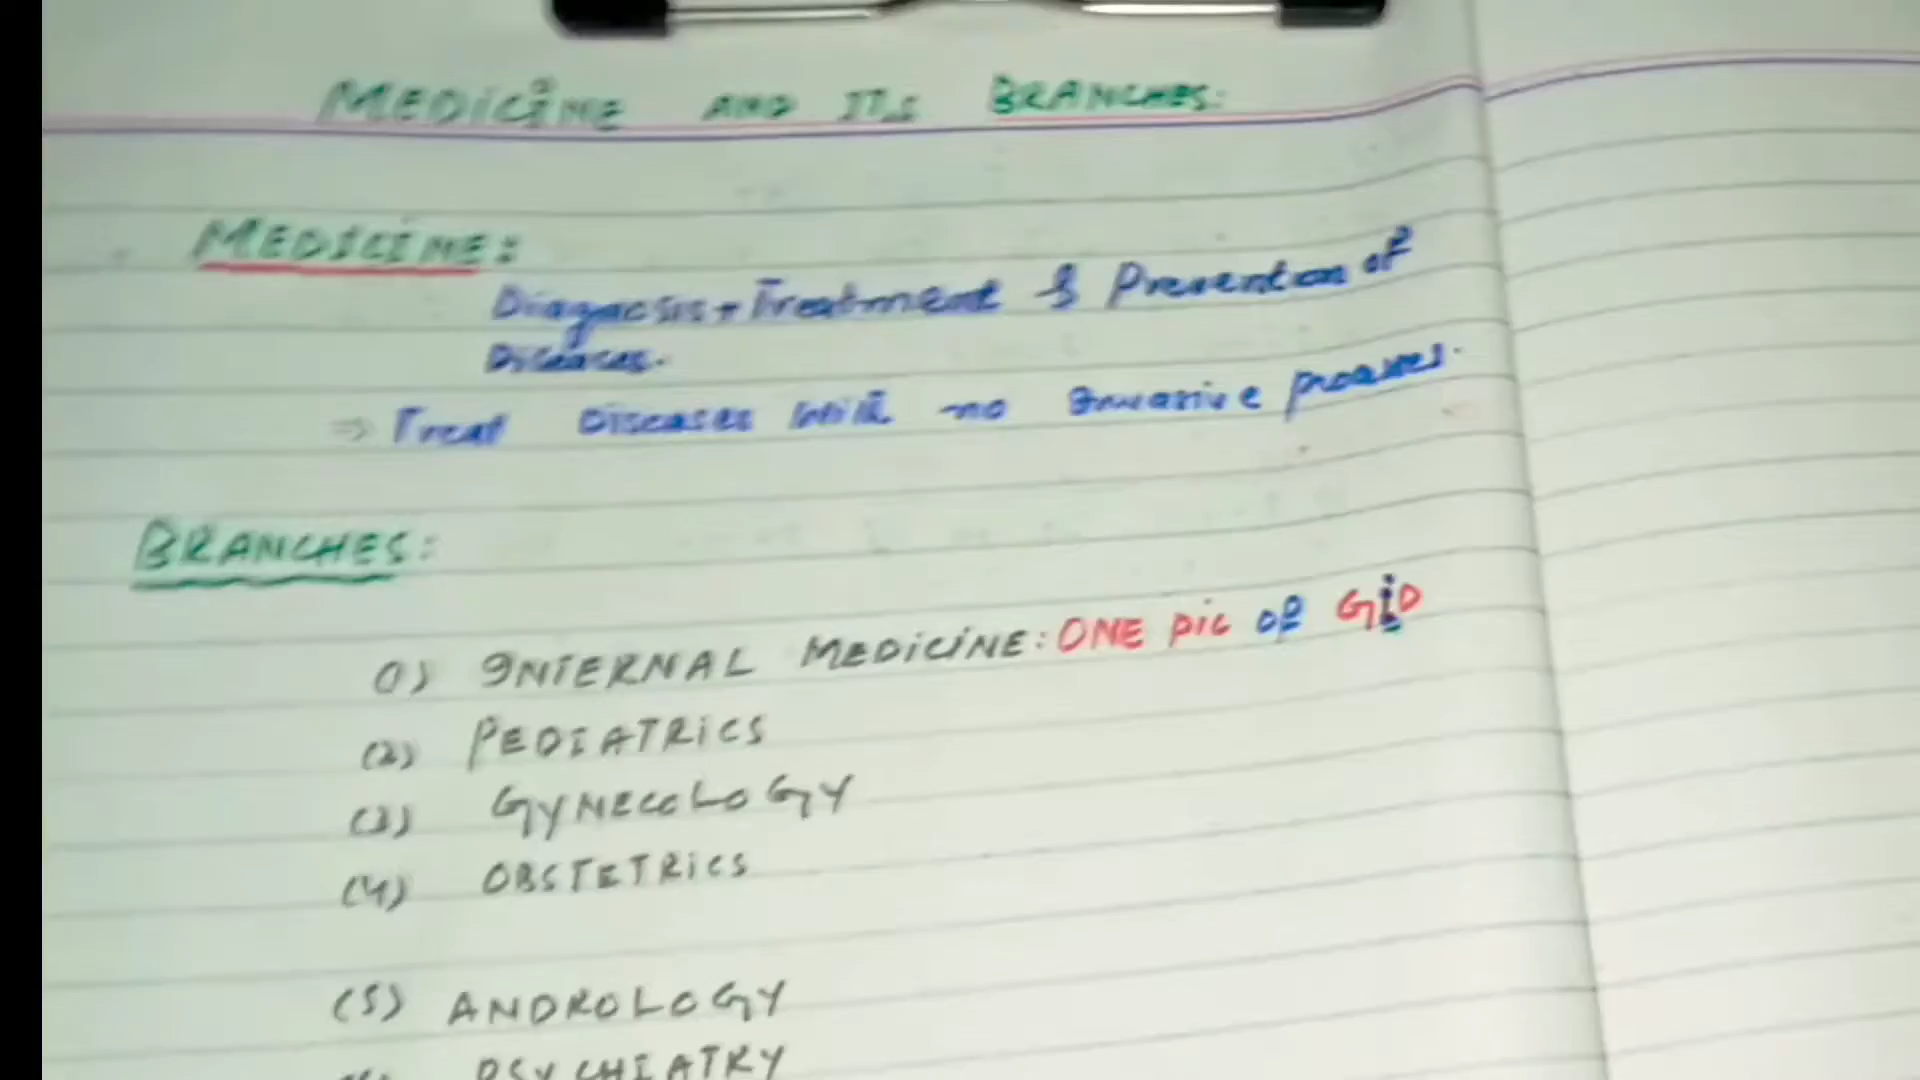 MEDICINE AND ITS BRANCHES:
MEDICINE:
Diagnosis + Treatment & Prevention of
Diseases.
⇒ Treat Diseases with no Invasive process.
BRANCHES:
(1) INTERNAL MEDICINE: ONE PIC OF GID
(2) PEDIATRICS
(3) GYNECOLOGY
(4) OBSTETRICS
(5) ANDROLOGY
PSYCHIATRY